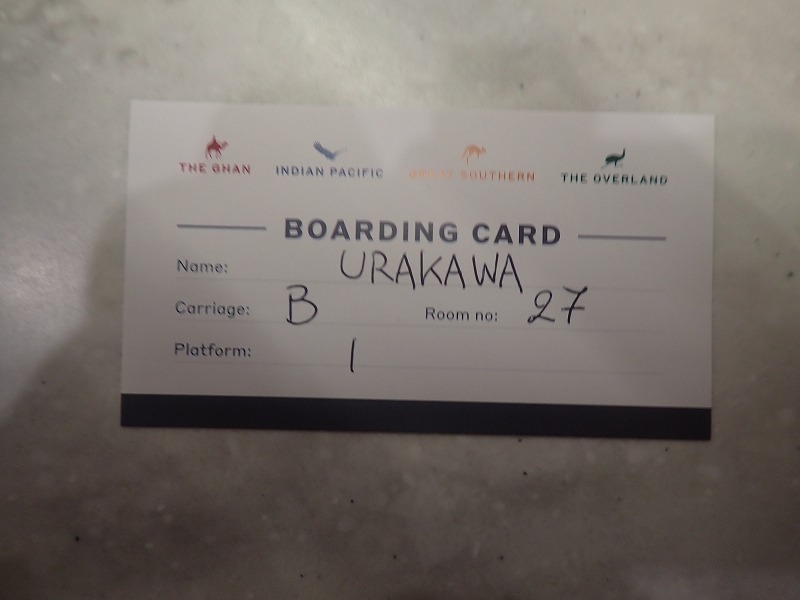 THE GHAN INDIAN PACIFIC GREAT SOUTHERN THE OVERLAND
BOARDING CARD
Name: URAKAWA
Carriage: B Room no: 27
Platform: 1